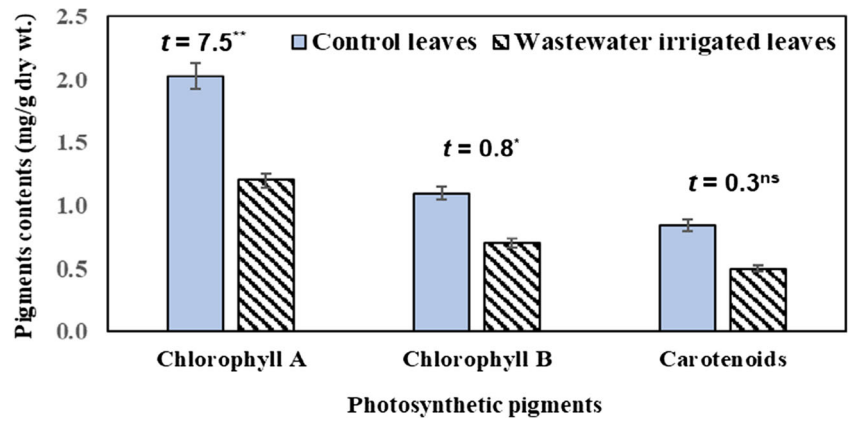 Pigments contents (mg/g dry wt.)
2.5
2.0
1.5
1.0
0.5
0.0
Control leaves
Wastewater irrigated leaves
t = 7.5**
t = 0.8*
t = 0.3ns
Chlorophyll A
Chlorophyll B
Carotenoids
Photosynthetic pigments